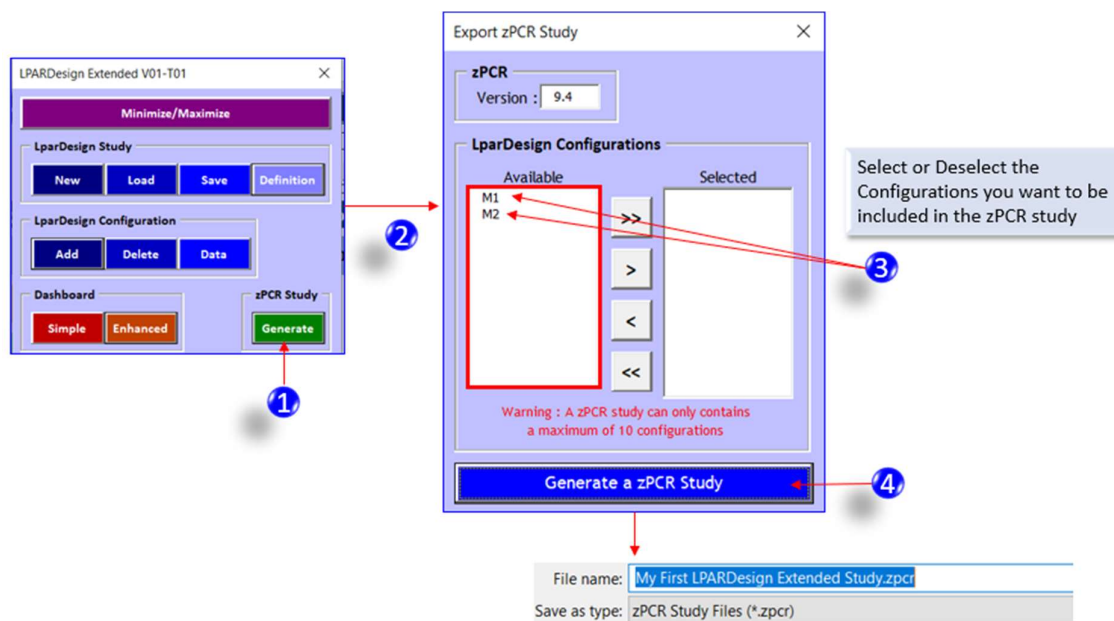 LPARDesign Extended V01-T01
Minimize/Maximize
LparDesign Study
New Load Save Definition
LparDesign Configuration
Add Delete Data
Dashboard
zPCR Study
Simple Enhanced
Generate
1
2
Export zPCR Study
zPCR
Version : 9.4
LparDesign Configurations
Available
Selected
M1
M2
>>
>
<
<<
Warning : A zPCR study can only contains
a maximum of 10 configurations
Generate a zPCR Study
Select or Deselect the
Configurations you want to be
included in the zPCR study
3
4
File name: My First LPARDesign Extended Study.zpcr
Save as type: zPCR Study Files (*.zpcr)